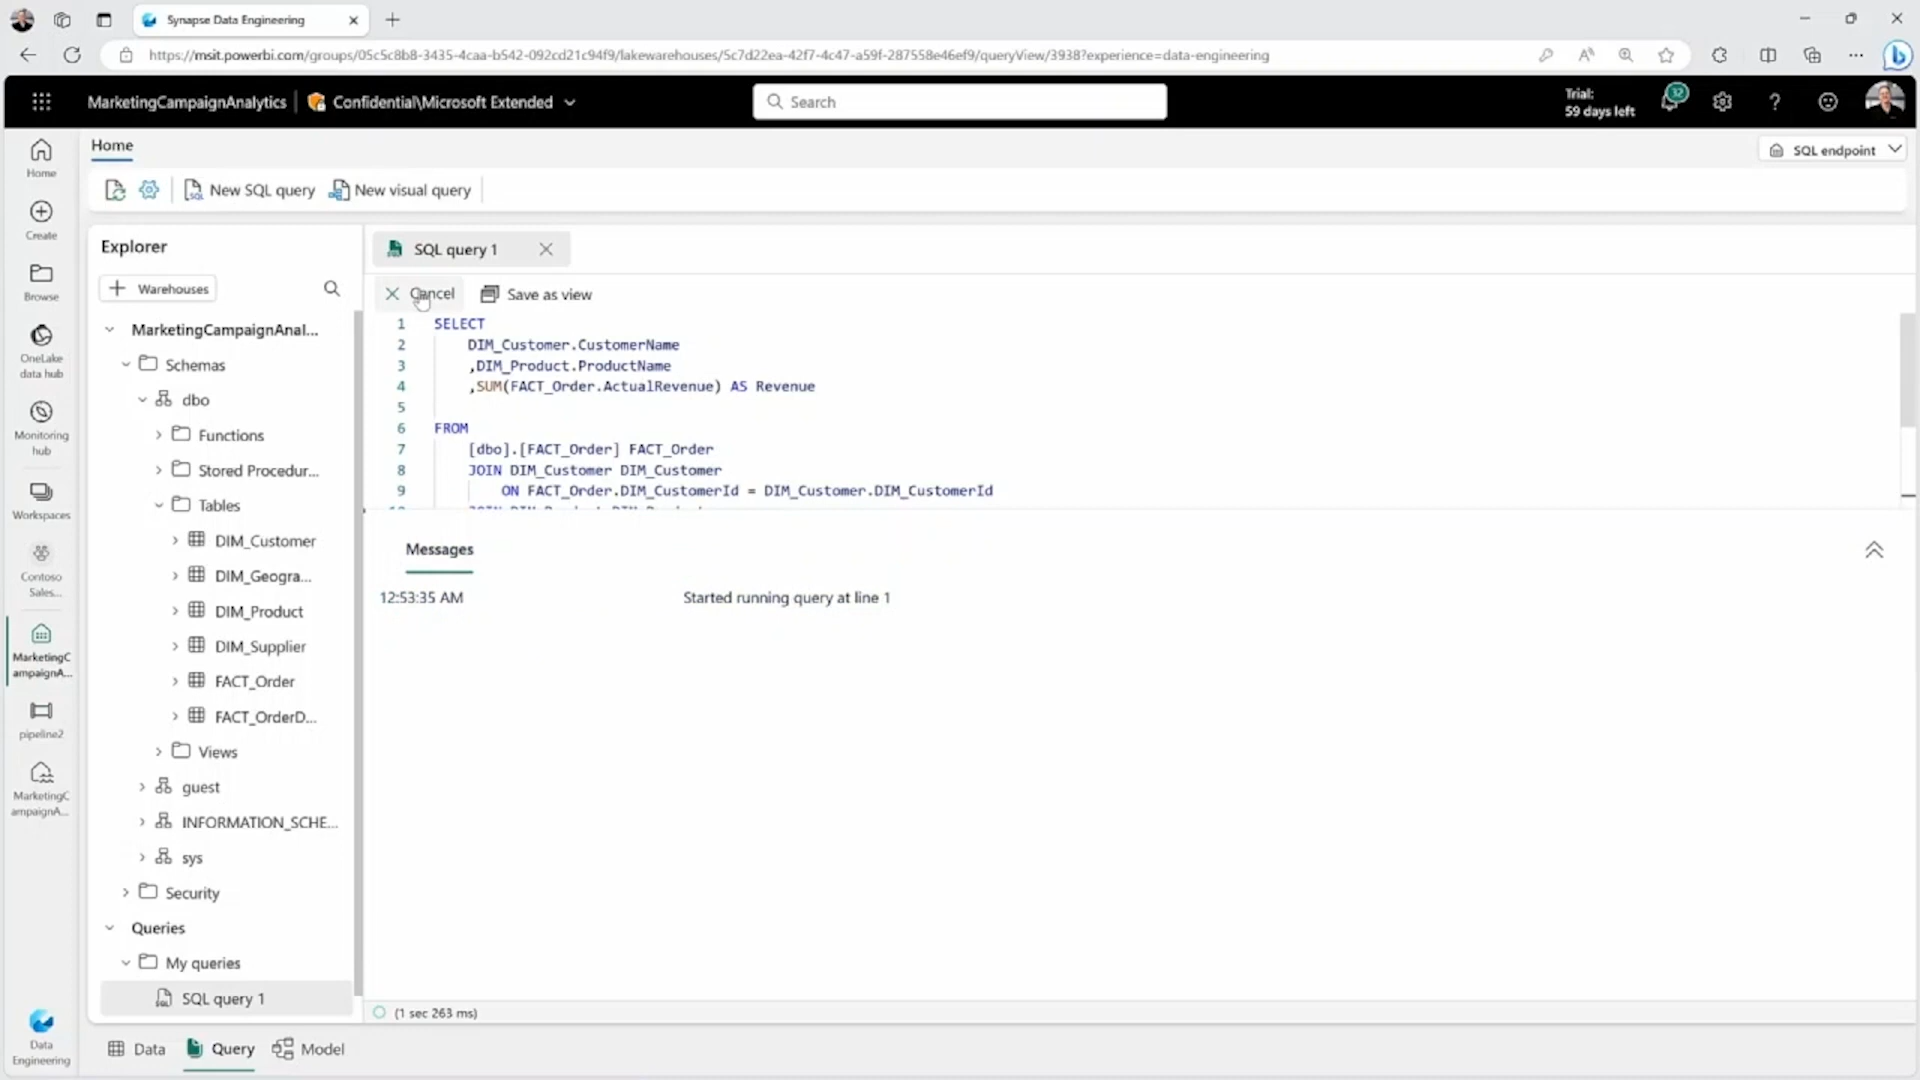 Synapse Data Engineering
https://msit.powerbi.com/groups/05c5c8b8-3435-4caa-b542-092cd21c94f9/lakewarehouses/5c7d22ea-42f7-4c47-a59f-287558e46ef9/queryView/3938?experience=data-engineering
MarketingCampaignAnalytics
Confidential\Microsoft Extended
Search
Trial:
59 days left
32
Home
Create
Browse
OneLake
data hub
Monitoring
hub
Workspaces
Contoso
Sales...
MarketingC
ampaignA...
pipeline2
MarketingC
ampaignA...
Data
Engineering
Home
SQL endpoint
New SQL query
New visual query
Explorer
Warehouses
MarketingCampaignAnal...
Schemas
dbo
Functions
Stored Procedur...
Tables
DIM_Customer
DIM_Geogra...
DIM_Product
DIM_Supplier
FACT_Order
FACT_OrderD...
Views
guest
INFORMATION_SCHE...
sys
Security
Queries
My queries
SQL query 1
SQL query 1
Cancel
Save as view
1 SELECT
2 DIM_Customer.CustomerName
3 ,DIM_Product.ProductName
4 ,SUM(FACT_Order.ActualRevenue) AS Revenue
5
6 FROM
7 [dbo].[FACT_Order] FACT_Order
8 JOIN DIM_Customer DIM_Customer
9 ON FACT_Order.DIM_CustomerId = DIM_Customer.DIM_CustomerId
Messages
12:53:35 AM Started running query at line 1
(1 sec 263 ms)
Data
Query
Model